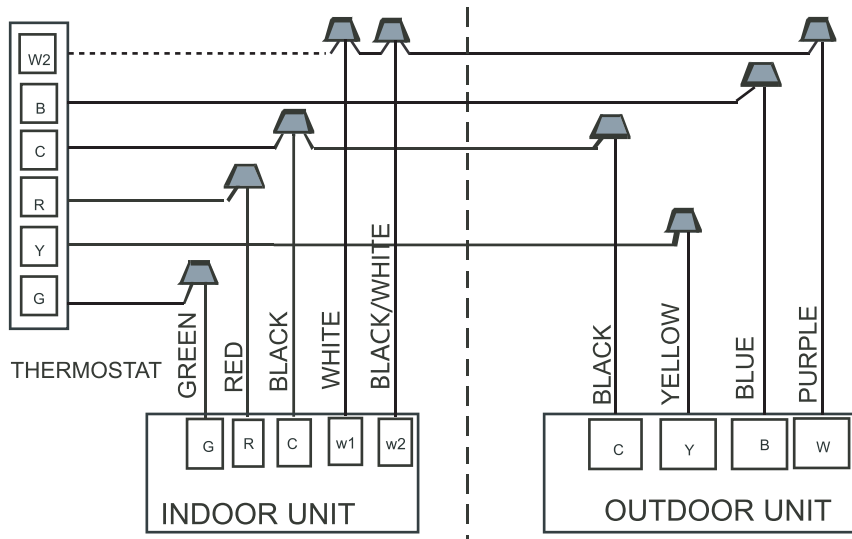 W2
B
C
R
Y
G
THERMOSTAT
GREEN
RED
BLACK
WHITE
BLACK/WHITE
BLACK
YELLOW
BLUE
PURPLE
G R C w1 w2
INDOOR UNIT
C Y B W
OUTDOOR UNIT